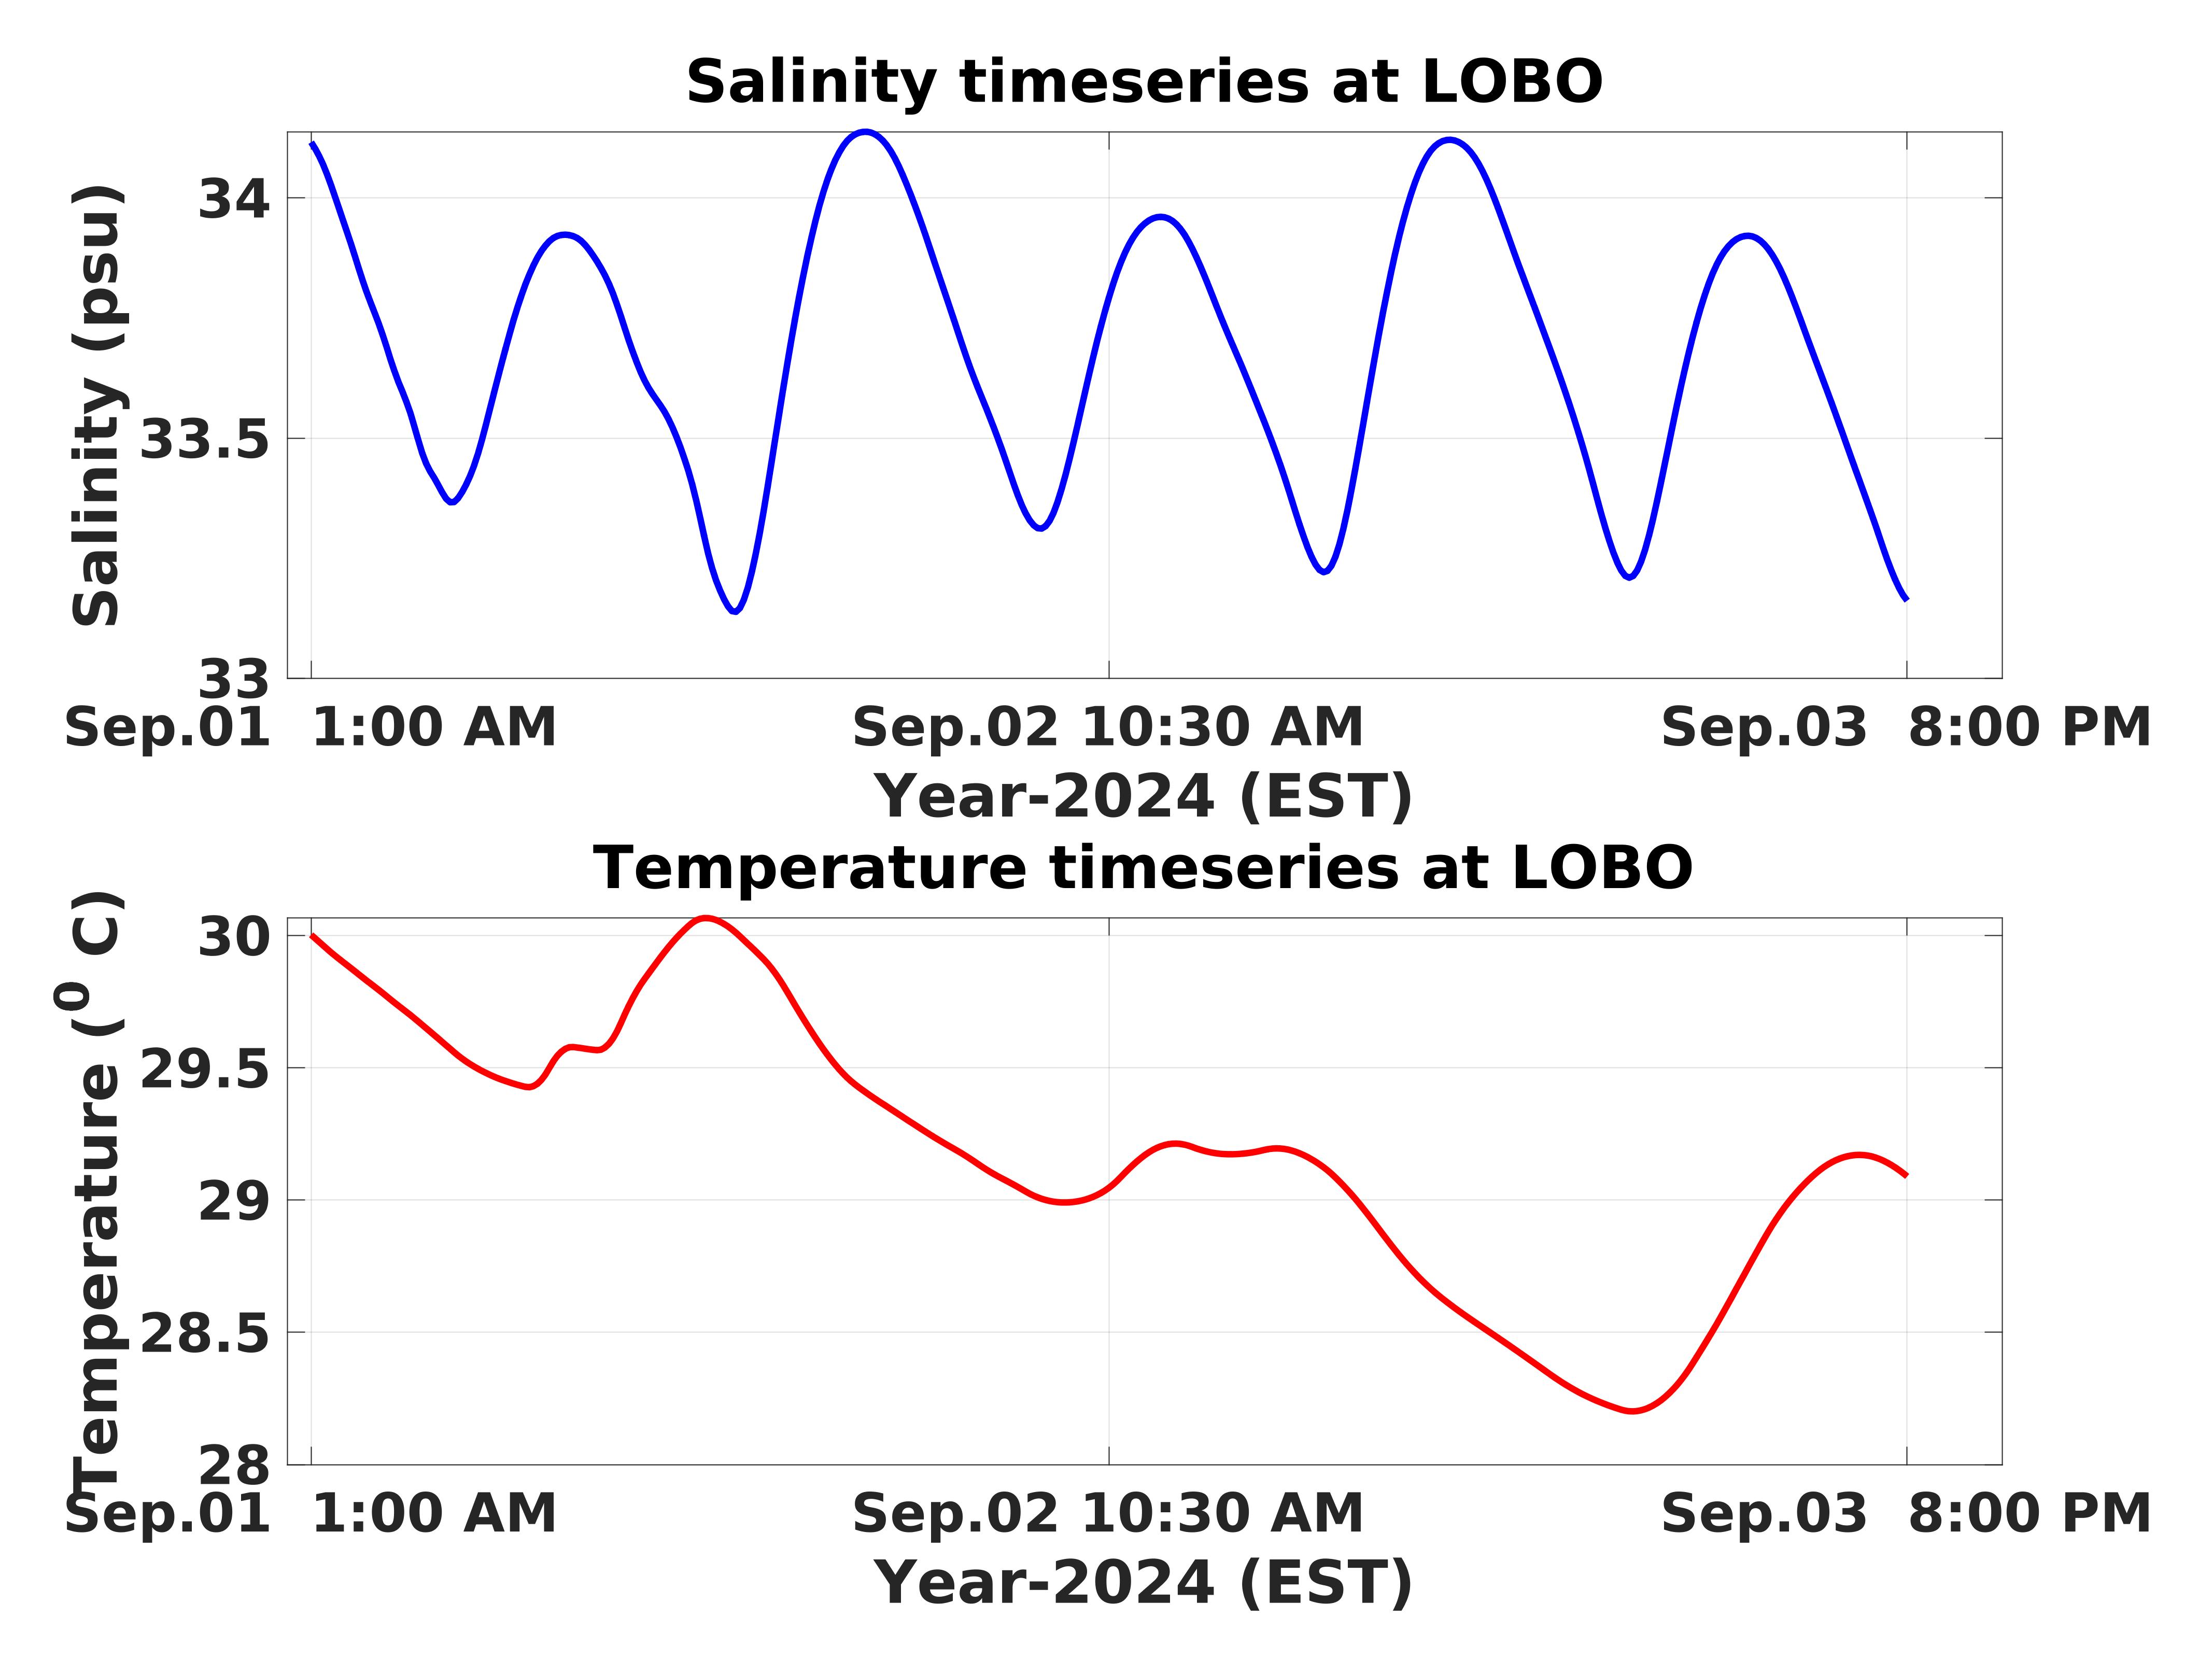 Salinity timeseries at LOBO
Salinity (psu)
34
33.5
33
Sep.01 1:00 AM
Sep.02 10:30 AM
Sep.03 8:00 PM
Year-2024 (EST)
Temperature timeseries at LOBO
Temperature (⁰ C)
30
29.5
29
28.5
28
Sep.01 1:00 AM
Sep.02 10:30 AM
Sep.03 8:00 PM
Year-2024 (EST)